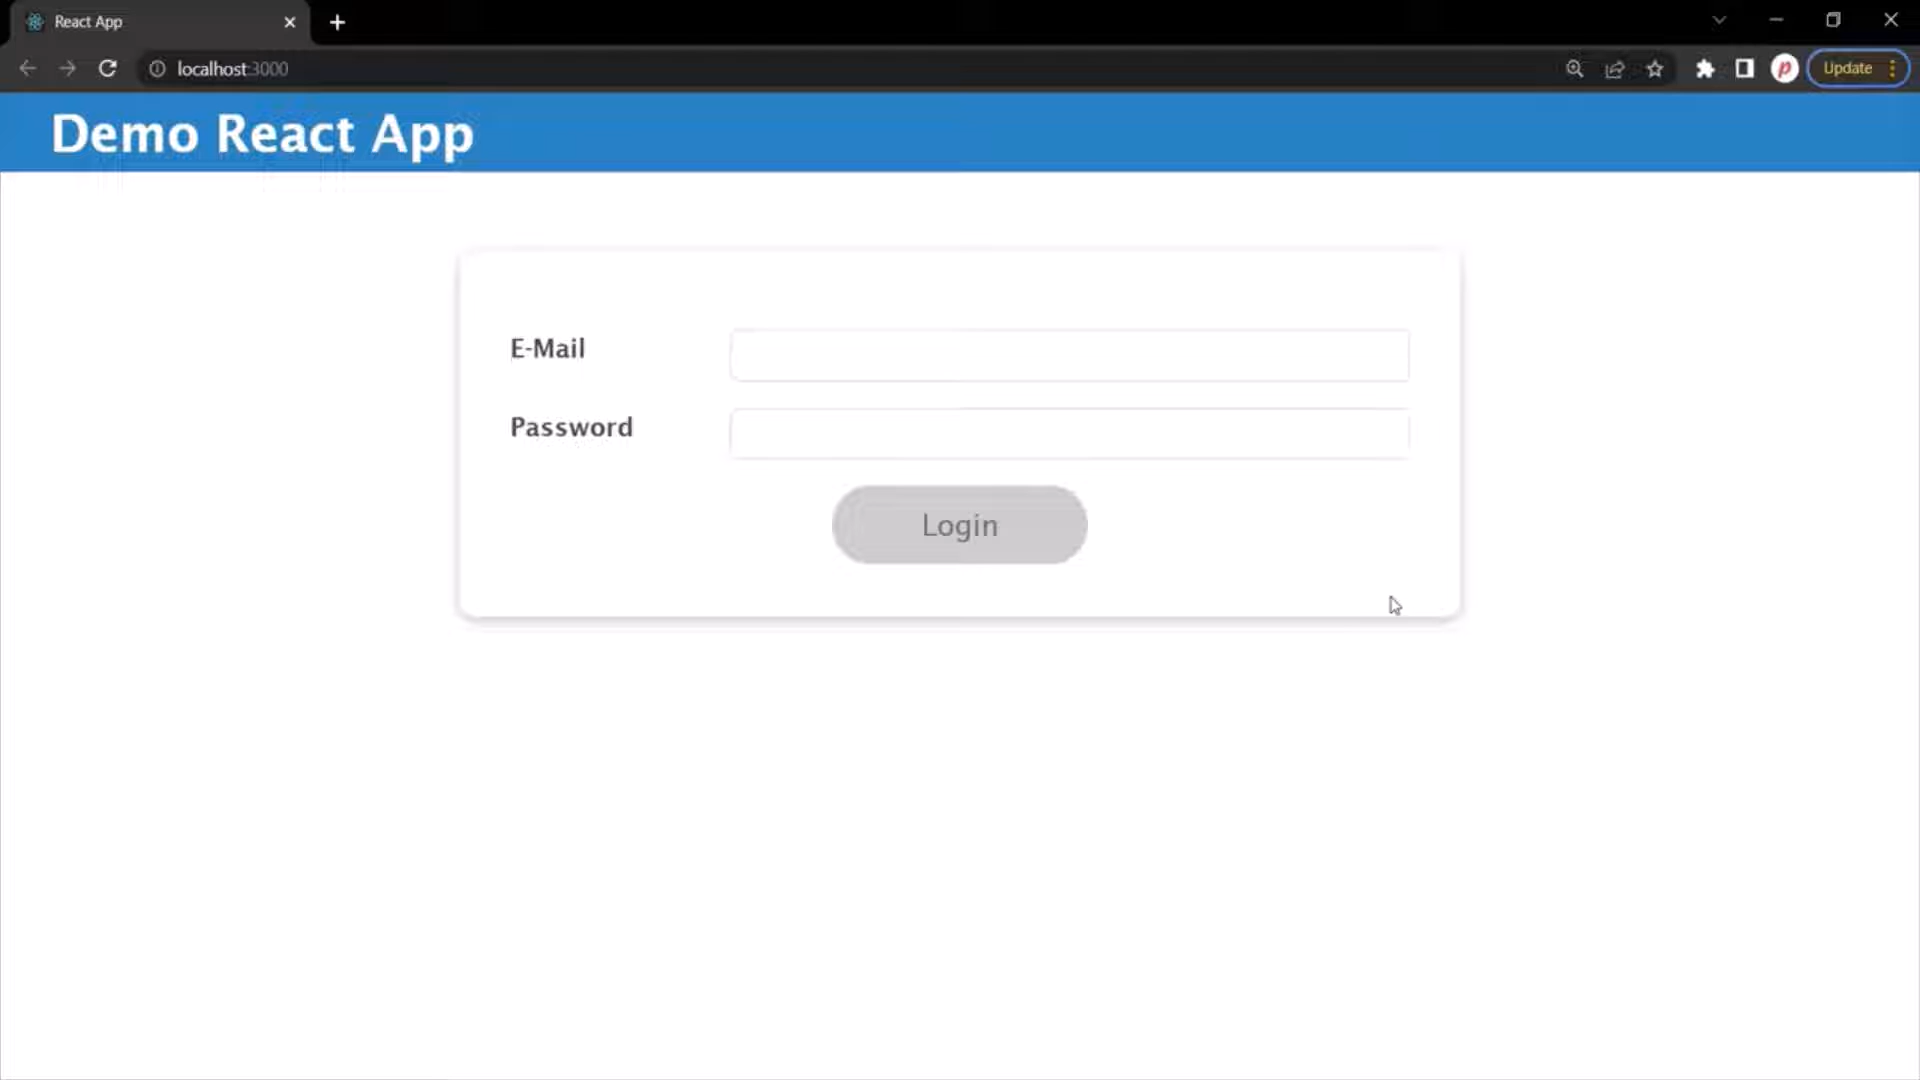 React App
localhost:3000
Update
Demo React App
E-Mail
Password
Login